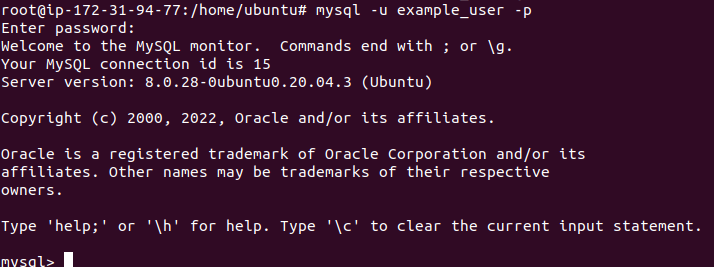 root@ip-172-31-94-77:/home/ubuntu# mysql -u example_user -p
Enter password:
Welcome to the MySQL monitor.  Commands end with ; or \g.
Your MySQL connection id is 15
Server version: 8.0.28-0ubuntu0.20.04.3 (Ubuntu)

Copyright (c) 2000, 2022, Oracle and/or its affiliates.

Oracle is a registered trademark of Oracle Corporation and/or its
affiliates. Other names may be trademarks of their respective
owners.

Type 'help;' or '\h' for help. Type '\c' to clear the current input statement.

mysql>